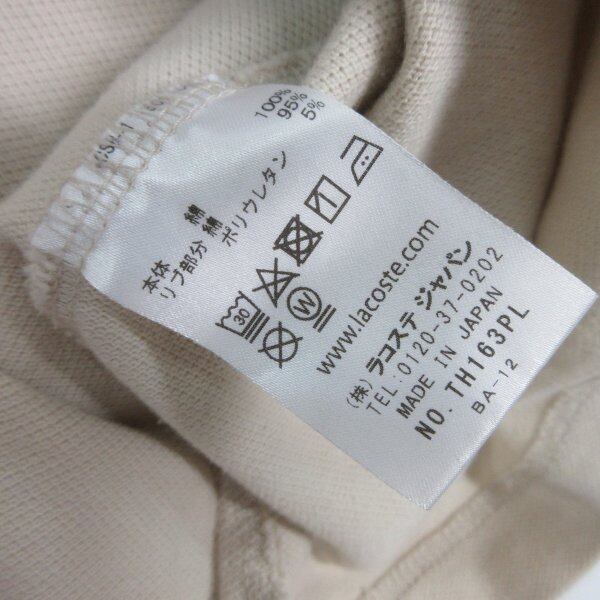 本体 綿 100%
リブ部分 綿 95%
ポリウレタン 5%
30
W
www.lacoste.com
(株) ラコステ ジャパン
TEL:0120-37-0202
MADE IN JAPAN
NO. TH163PL
BA-12